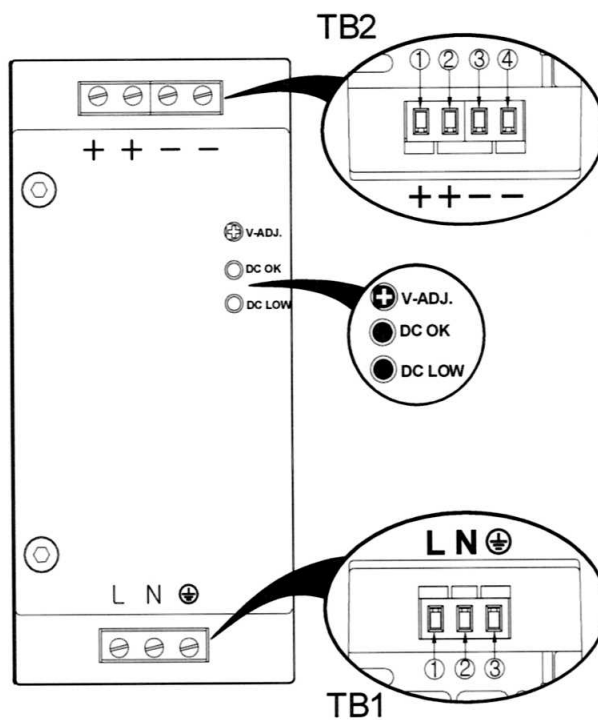 TB2
① ② ③ ④
+ + − −
+ + − −
V-ADJ.
DC OK
DC LOW
V-ADJ.
DC OK
DC LOW
L N ⏚
L N ⏚
① ② ③
TB1